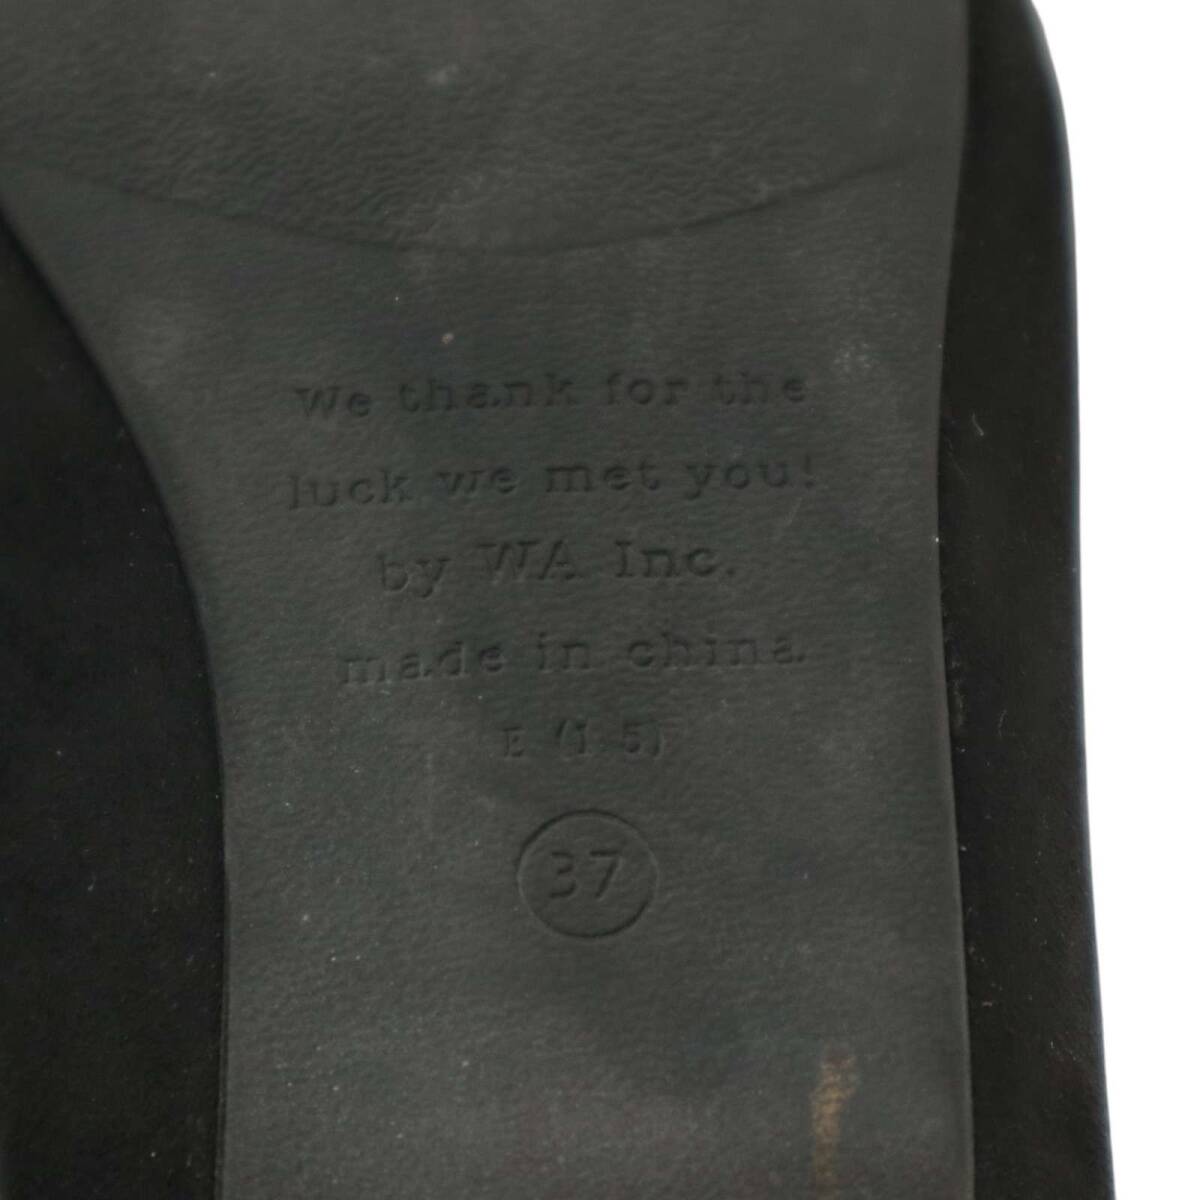 We thank for the
luck we met you!
by WA Inc.
made in china
E (1 5)
37